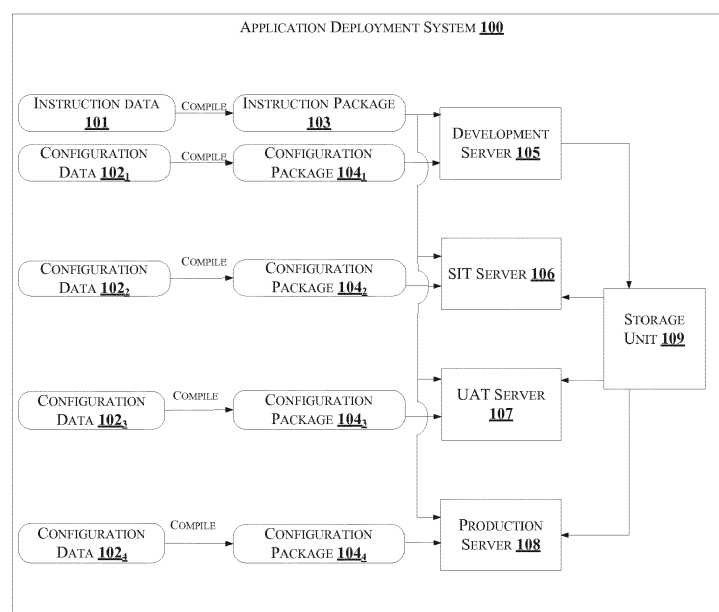 APPLICATION DEPLOYMENT SYSTEM 100
INSTRUCTION DATA
101
COMPILE
INSTRUCTION PACKAGE
103
DEVELOPMENT
SERVER 105
CONFIGURATION
DATA 102₁
COMPILE
CONFIGURATION
PACKAGE 104₁
CONFIGURATION
DATA 102₂
COMPILE
CONFIGURATION
PACKAGE 104₂
SIT SERVER 106
STORAGE
UNIT 109
CONFIGURATION
DATA 102₃
COMPILE
CONFIGURATION
PACKAGE 104₃
UAT SERVER
107
CONFIGURATION
DATA 102₄
COMPILE
CONFIGURATION
PACKAGE 104₄
PRODUCTION
SERVER 108